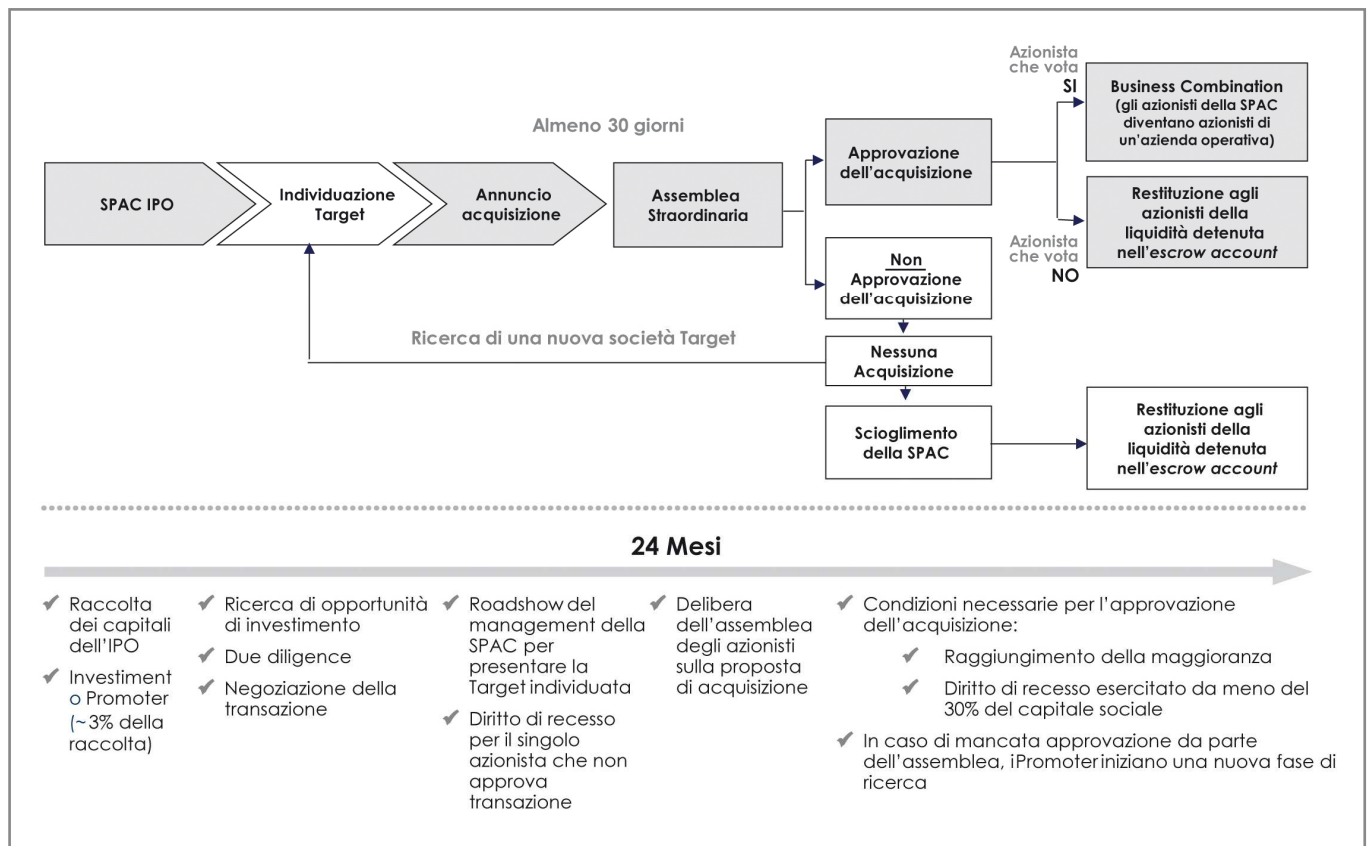 Azionista
che vota
SI
Business Combination
(gli azionisti della SPAC
diventano azionisti di
un'azienda operativa)
Almeno 30 giorni
Approvazione
dell'acquisizione
SPAC IPO
Individuazione
Target
Annuncio
acquisizione
Assemblea
Straordinaria
Restituzione agli
azionisti della
liquidità detenuta
nell'escrow account
Azionista
che vota
NO
Non
Approvazione
dell'acquisizione
Ricerca di una nuova società Target
Nessuna
Acquisizione
Scioglimento
della SPAC
Restituzione agli
azionisti della
liquidità detenuta
nell'escrow account
24 Mesi
✔ Raccolta
dei capitali
dell'IPO
✔ Investiment
o Promoter
(~3% della
raccolta)
✔ Ricerca di opportunità
di investimento
✔ Due diligence
✔ Negoziazione della
transazione
✔ Roadshow del
management della
SPAC per
presentare la
Target individuata
✔ Diritto di recesso
per il singolo
azionista che non
approva
transazione
✔ Delibera
dell'assemblea
degli azionisti
sulla proposta
di acquisizione
✔ Condizioni necessarie per l'approvazione
dell'acquisizione:
✔ Raggiungimento della maggioranza
✔ Diritto di recesso esercitato da meno del
30% del capitale sociale
✔ In caso di mancata approvazione da parte
dell'assemblea, iPromoteriniziano una nuova fase di
ricerca